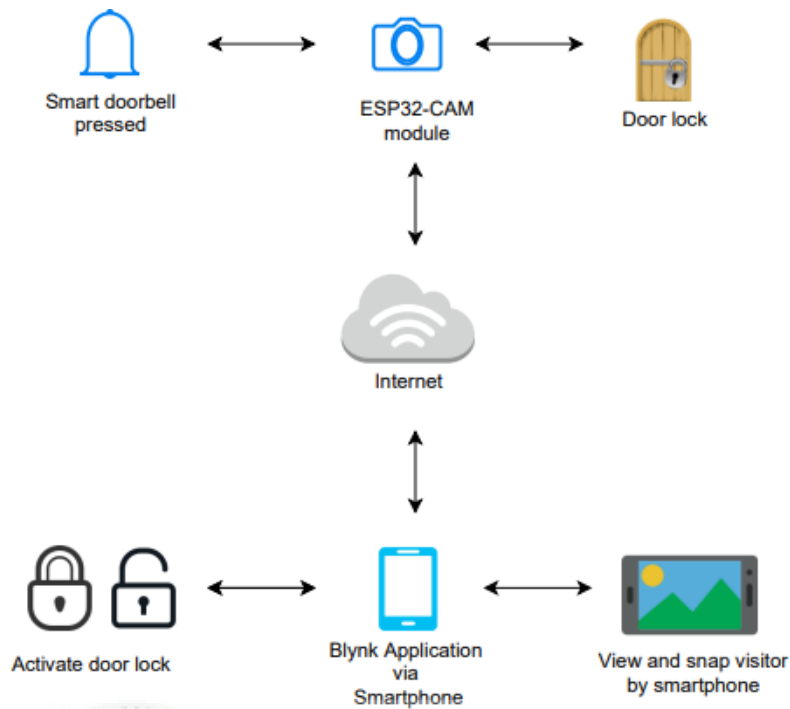 Smart doorbell
pressed
ESP32-CAM
module
Door lock
Internet
Activate door lock
Blynk Application
via
Smartphone
View and snap visitor
by smartphone